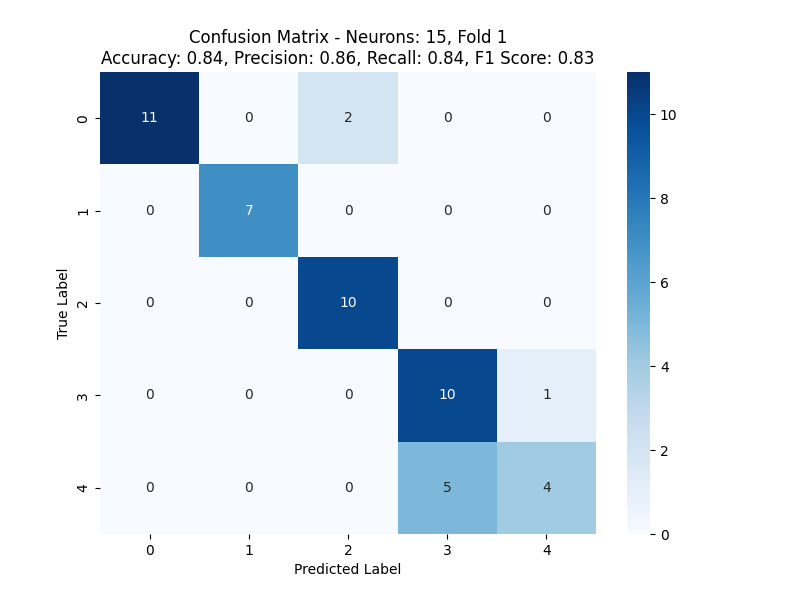 Confusion Matrix - Neurons: 15, Fold 1
Accuracy: 0.84, Precision: 0.86, Recall: 0.84, F1 Score: 0.83
0 11 0 2 0 0
1 0 7 0 0 0
2 0 0 10 0 0
3 0 0 0 10 1
4 0 0 0 5 4
0 1 2 3 4
True Label
Predicted Label
10
8
6
4
2
0